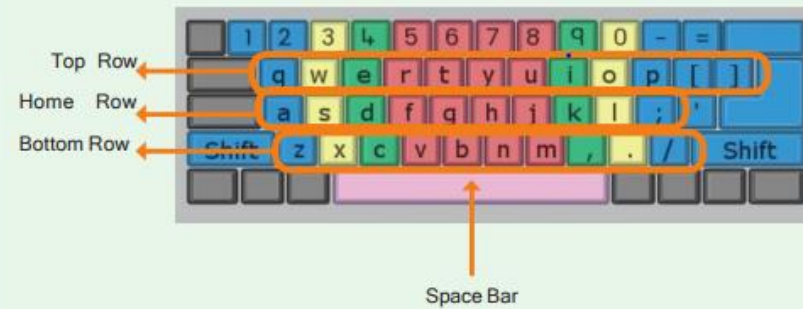 1 2 3 4 5 6 7 8 9 0 - =
Top Row
q w e r t y u i o p [ ]
Home Row
a s d f g h j k l ; '
Bottom Row
Shift z x c v b n m , . / Shift
Space Bar